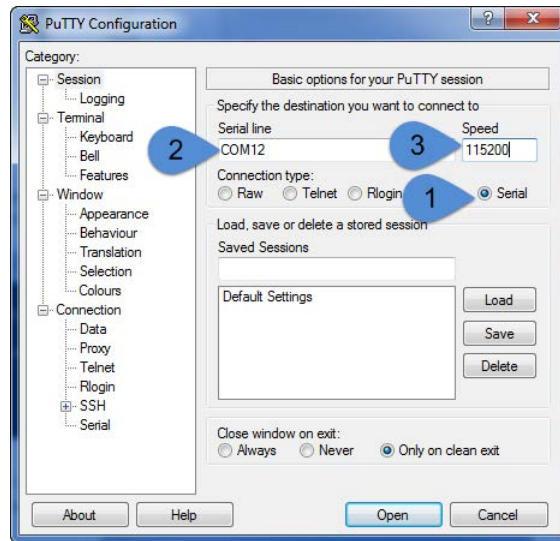 PuTTY Configuration
?
X
Category:
Session
Logging
Terminal
Keyboard
Bell
Features
Window
Appearance
Behaviour
Translation
Selection
Colours
Connection
Data
Proxy
Telnet
Rlogin
SSH
Serial
Basic options for your PuTTY session
Specify the destination you want to connect to
Serial line Speed
2 COM12 3 115200
Connection type:
Raw Telnet Rlogin 1 Serial
Load, save or delete a stored session
Saved Sessions
Default Settings
Load
Save
Delete
Close window on exit:
Always Never Only on clean exit
About Help Open Cancel